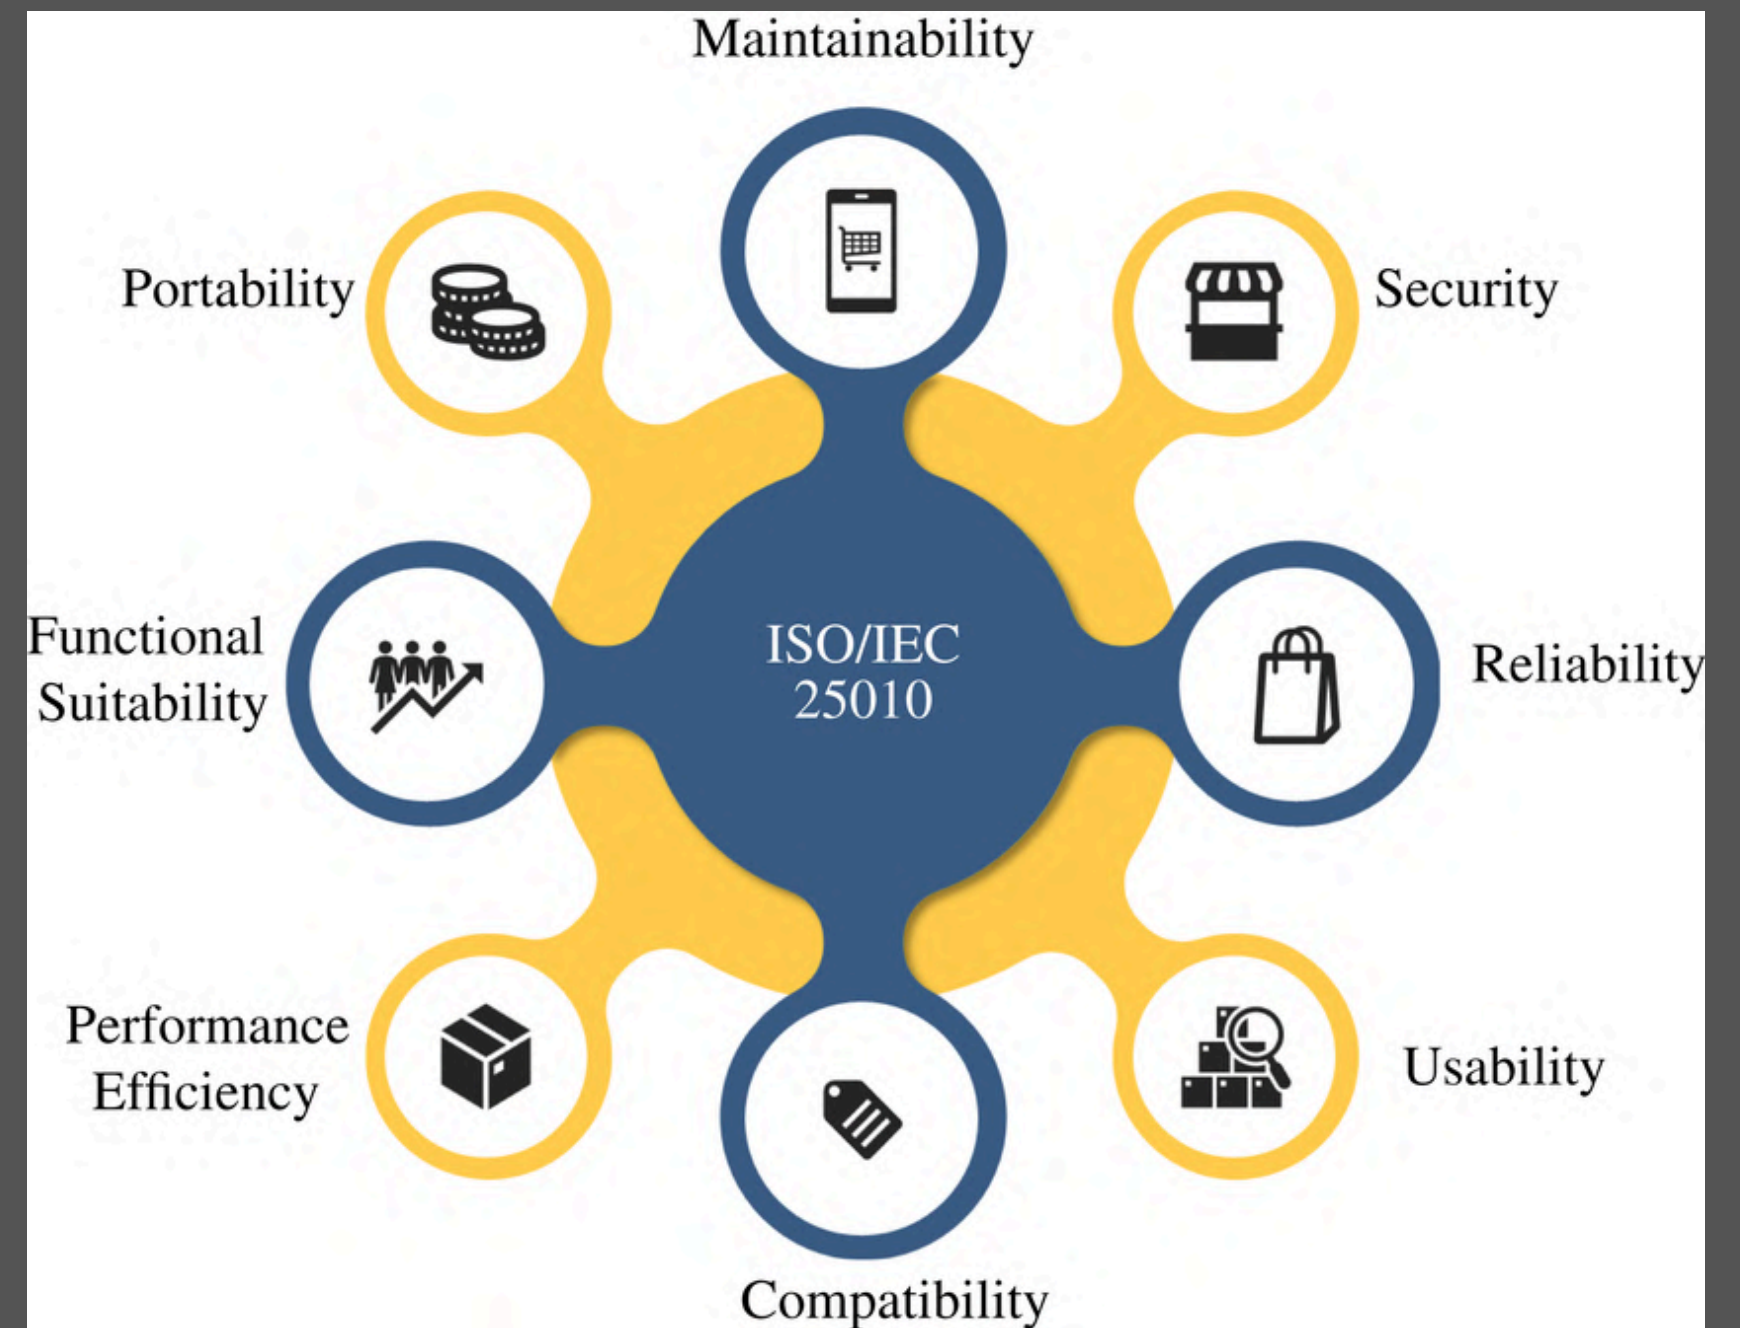 Maintainability
Portability
Security
Functional
Suitability
ISO/IEC
25010
Reliability
Performance
Efficiency
Usability
Compatibility